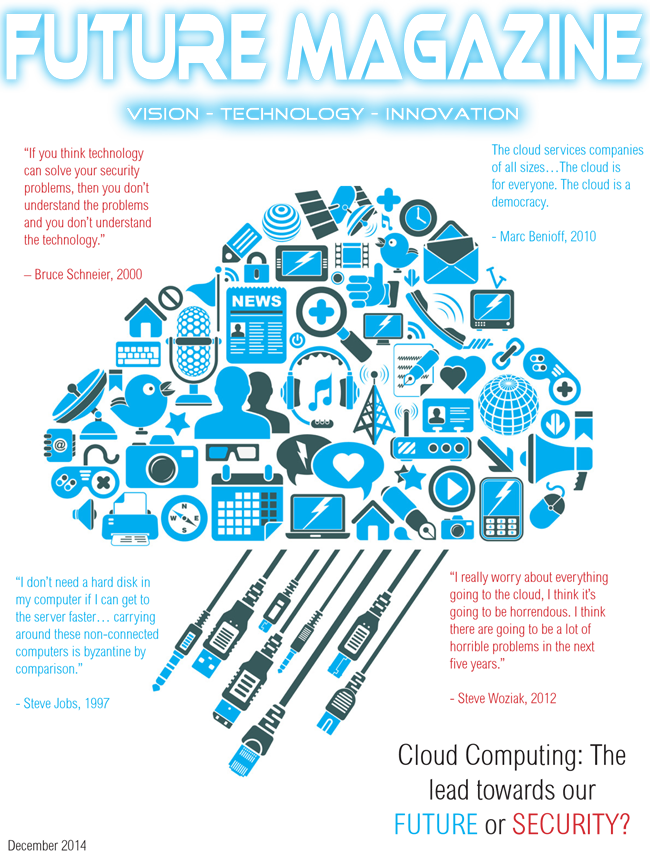 FUTURE MAGAZINE
VISION - TECHNOLOGY - INNOVATION
“If you think technology
can solve your security
problems, then you don’t
understand the problems
and you don’t understand
the technology.”
– Bruce Schneier, 2000
The cloud services companies
of all sizes…The cloud is
for everyone. The cloud is a
democracy.
- Marc Benioff, 2010
NEWS
@
N
W E
S
“I don’t need a hard disk in
my computer if I can get to
the server faster… carrying
around these non-connected
computers is byzantine by
comparison.”
- Steve Jobs, 1997
“I really worry about everything
going to the cloud, I think it’s
going to be horrendous. I think
there are going to be a lot of
horrible problems in the next
five years.”
- Steve Woziak, 2012
Cloud Computing: The
lead towards our
FUTURE or SECURITY?
December 2014